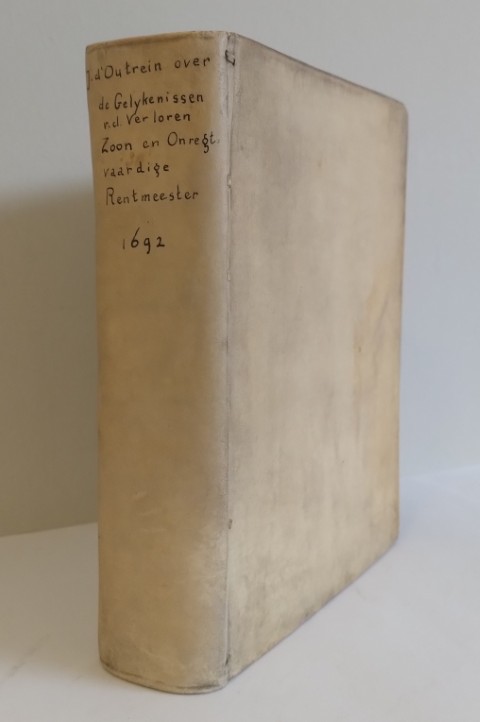 J. d'Outrein over
de Gelykenissen
v.d. Verloren
Zoon en Onregt.
vaardige
Rentmeester
1692